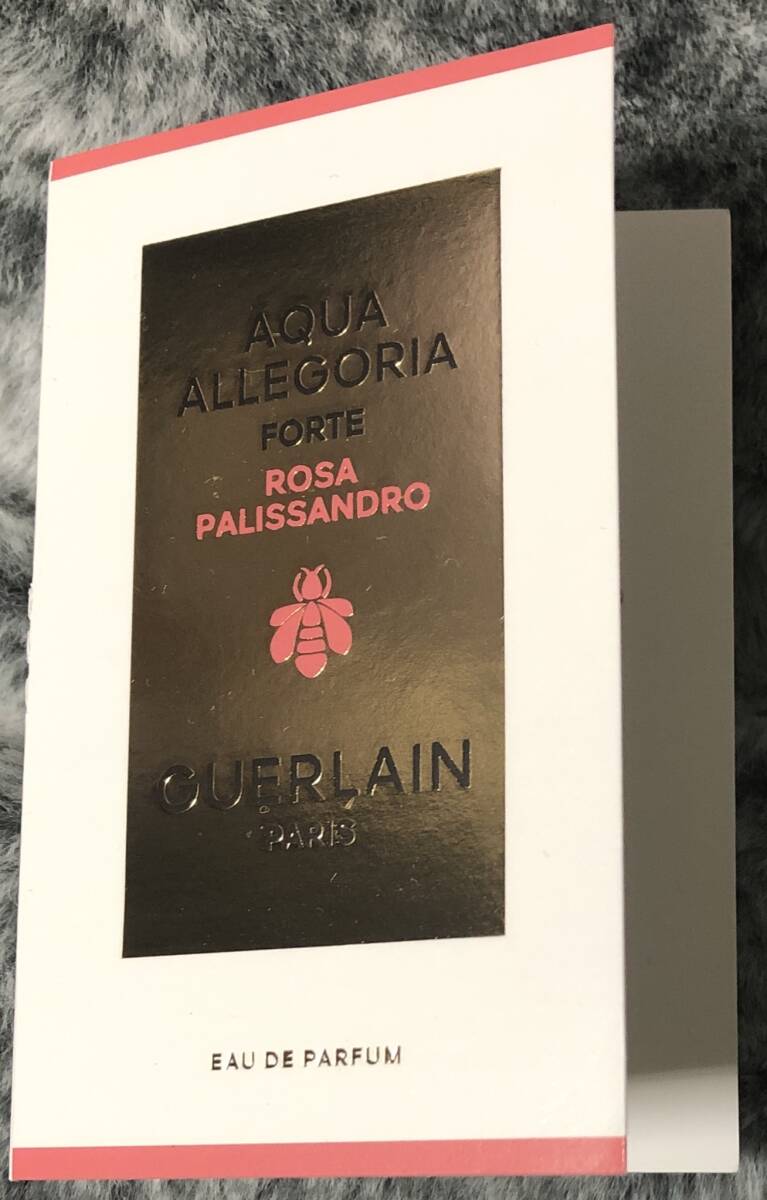 AQUA
ALLEGORIA
FORTE
ROSA
PALISSANDRO
GUERLAIN
PARIS
EAU DE PARFUM